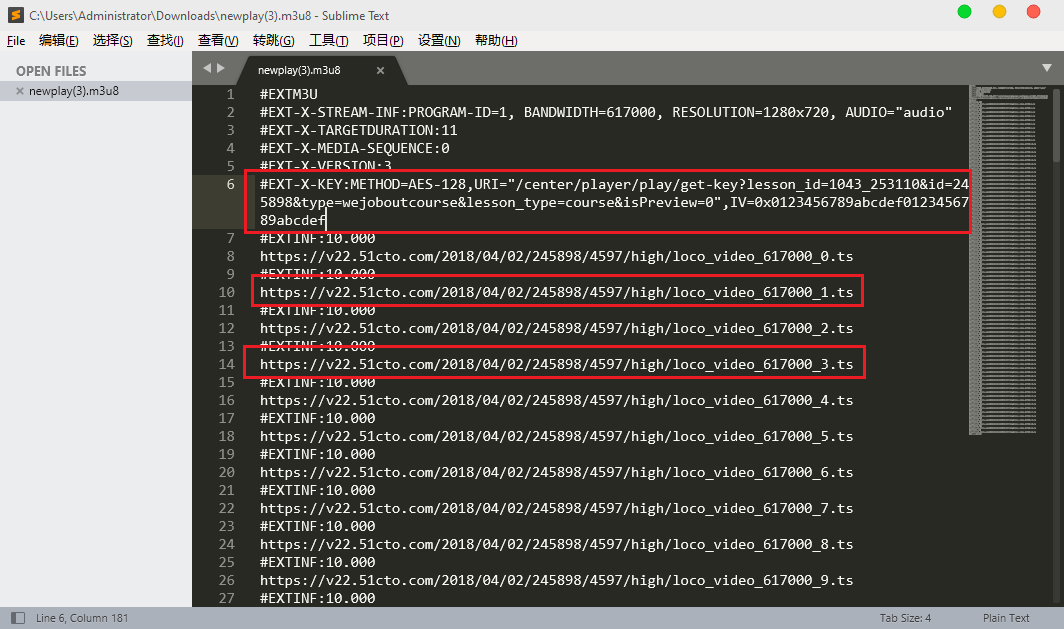 C:\Users\Administrator\Downloads\newplay(3).m3u8 - Sublime Text
File 编辑(E) 选择(S) 查找(I) 查看(V) 转跳(G) 工具(T) 项目(P) 设置(N) 帮助(H)
OPEN FILES
newplay(3).m3u8
newplay(3).m3u8
1 #EXTM3U
2 #EXT-X-STREAM-INF:PROGRAM-ID=1, BANDWIDTH=617000, RESOLUTION=1280x720, AUDIO="audio"
3 #EXT-X-TARGETDURATION:11
4 #EXT-X-MEDIA-SEQUENCE:0
5 #EXT-X-VERSION:3
6 #EXT-X-KEY:METHOD=AES-128,URI="/center/player/play/get-key?lesson_id=1043_253110&id=24
5898&type=wejoboutcourse&lesson_type=course&isPreview=0",IV=0x0123456789abcdef01234567
89abcdef
7 #EXTINF:10.000
8 https://v22.51cto.com/2018/04/02/245898/4597/high/loco_video_617000_0.ts
9 #EXTINF:10.000
10 https://v22.51cto.com/2018/04/02/245898/4597/high/loco_video_617000_1.ts
11 #EXTINF:10.000
12 https://v22.51cto.com/2018/04/02/245898/4597/high/loco_video_617000_2.ts
13 #EXTINF:10.000
14 https://v22.51cto.com/2018/04/02/245898/4597/high/loco_video_617000_3.ts
15 #EXTINF:10.000
16 https://v22.51cto.com/2018/04/02/245898/4597/high/loco_video_617000_4.ts
17 #EXTINF:10.000
18 https://v22.51cto.com/2018/04/02/245898/4597/high/loco_video_617000_5.ts
19 #EXTINF:10.000
20 https://v22.51cto.com/2018/04/02/245898/4597/high/loco_video_617000_6.ts
21 #EXTINF:10.000
22 https://v22.51cto.com/2018/04/02/245898/4597/high/loco_video_617000_7.ts
23 #EXTINF:10.000
24 https://v22.51cto.com/2018/04/02/245898/4597/high/loco_video_617000_8.ts
25 #EXTINF:10.000
26 https://v22.51cto.com/2018/04/02/245898/4597/high/loco_video_617000_9.ts
27 #EXTINF:10.000
Line 6, Column 181
Tab Size: 4
Plain Text